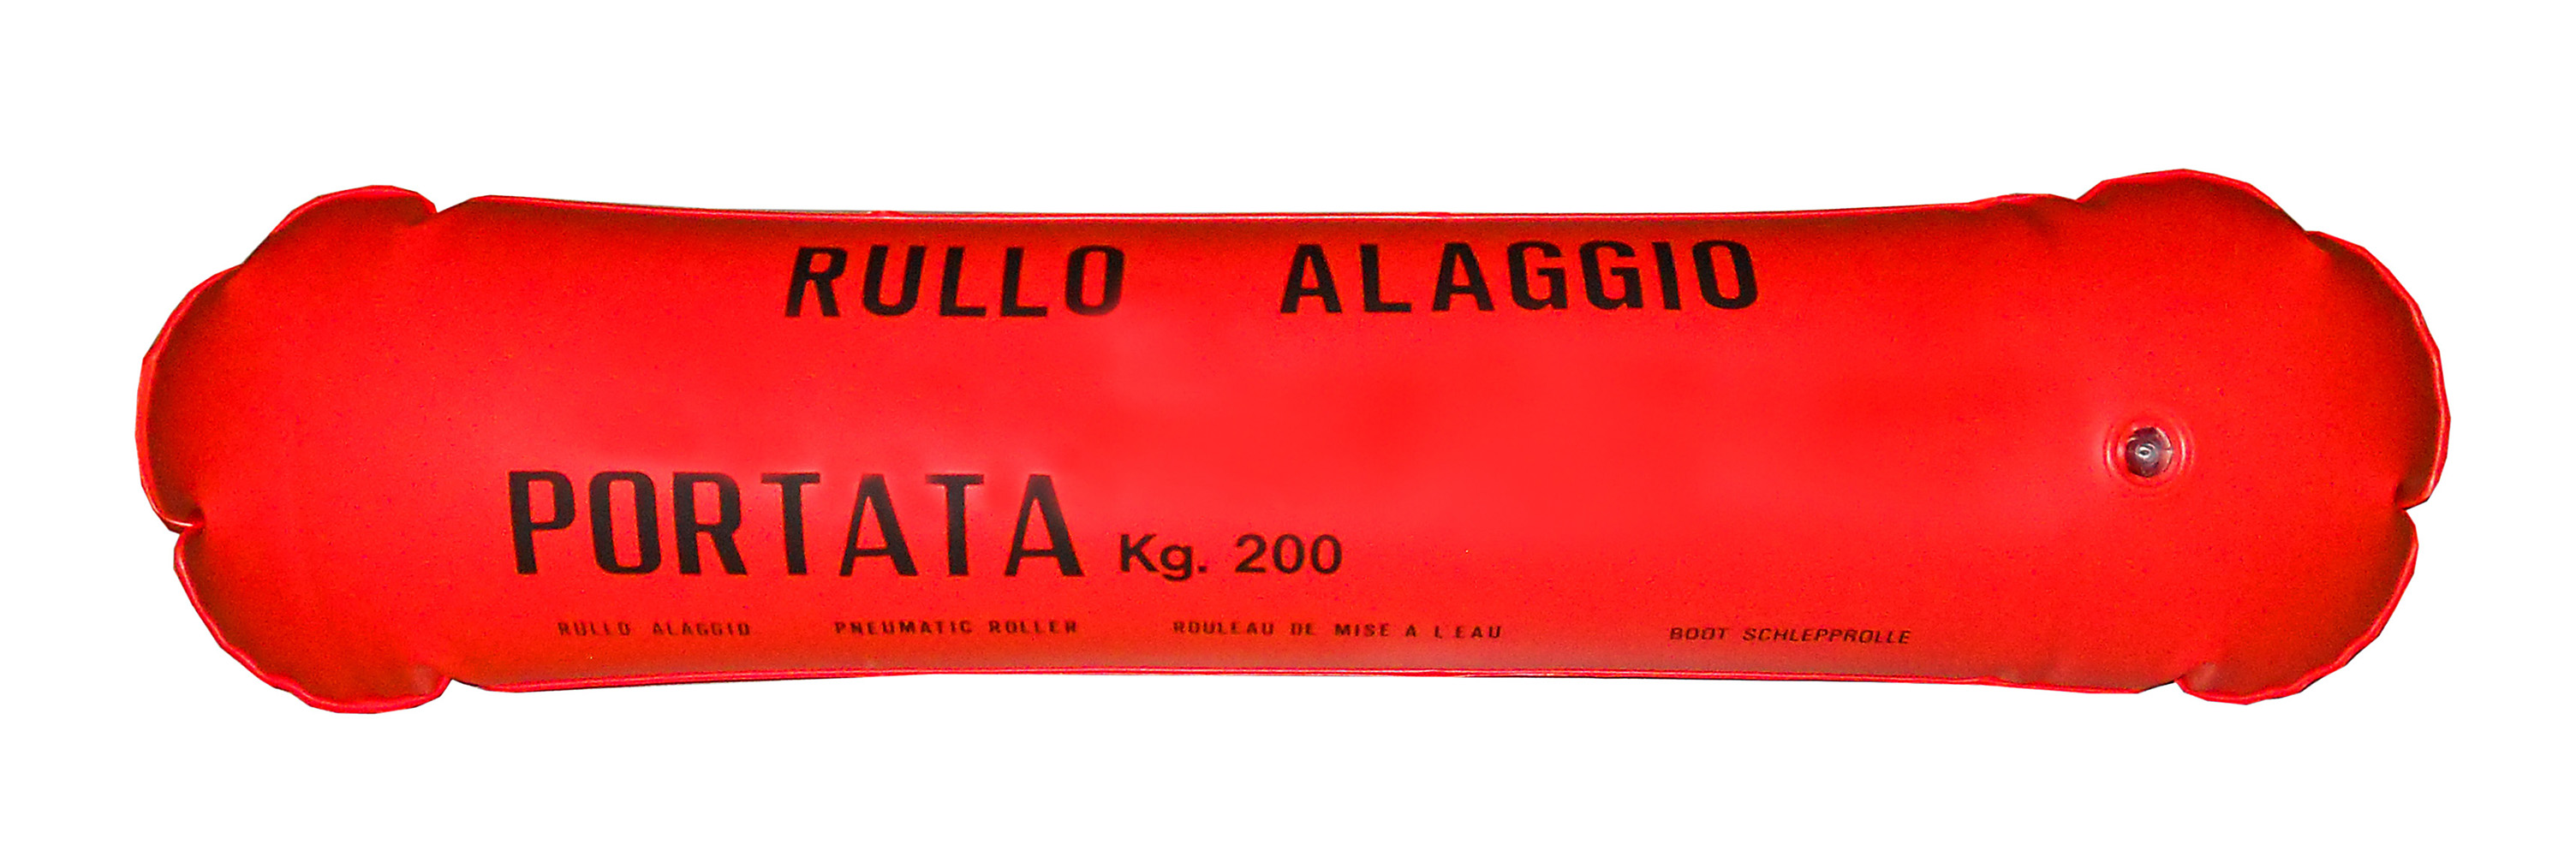 RULLO ALAGGIO
PORTATA Kg. 200
RULLO ALAGGIO PNEUMATIC ROLLER ROULEAU DE MISE A L'EAU BOOT SCHLEPPROLLE